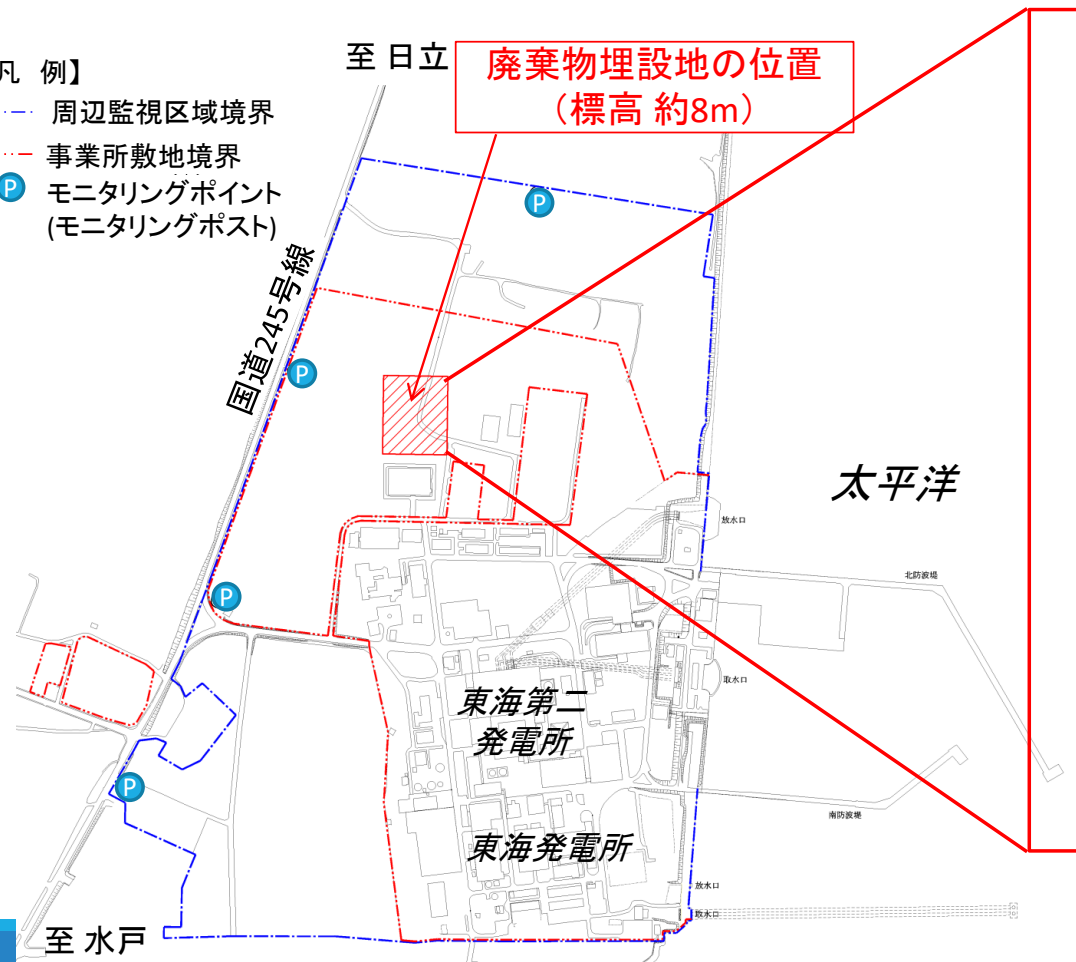 凡 例】
周辺監視区域境界
事業所敷地境界
P モニタリングポイント
(モニタリングポスト)
至 日立
廃棄物埋設地の位置
(標高 約8m)
P
国道245号線
P
太平洋
放水口
北防波堤
P
取水口
東海第二
発電所
P
南防波堤
東海発電所
放水口
取水口
至 水戸